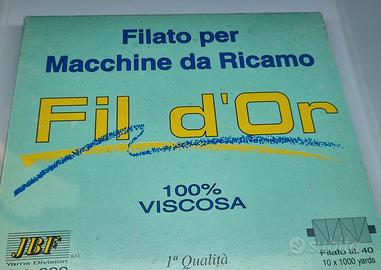 Filato per
Macchine da Ricamo
Fil d'Or
100%
VISCOSA
JBF s.r.l.
Yarns Division
1ª Qualità
Filato tit. 40
10 x 1000 yards
subito